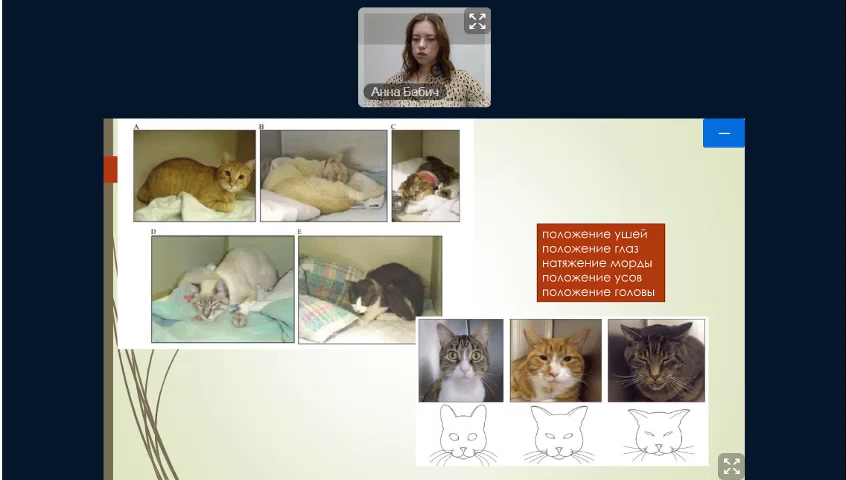 Анна Бабич
A
B
C
D
E
положение ушей
положение глаз
натяжение морды
положение усов
положение головы